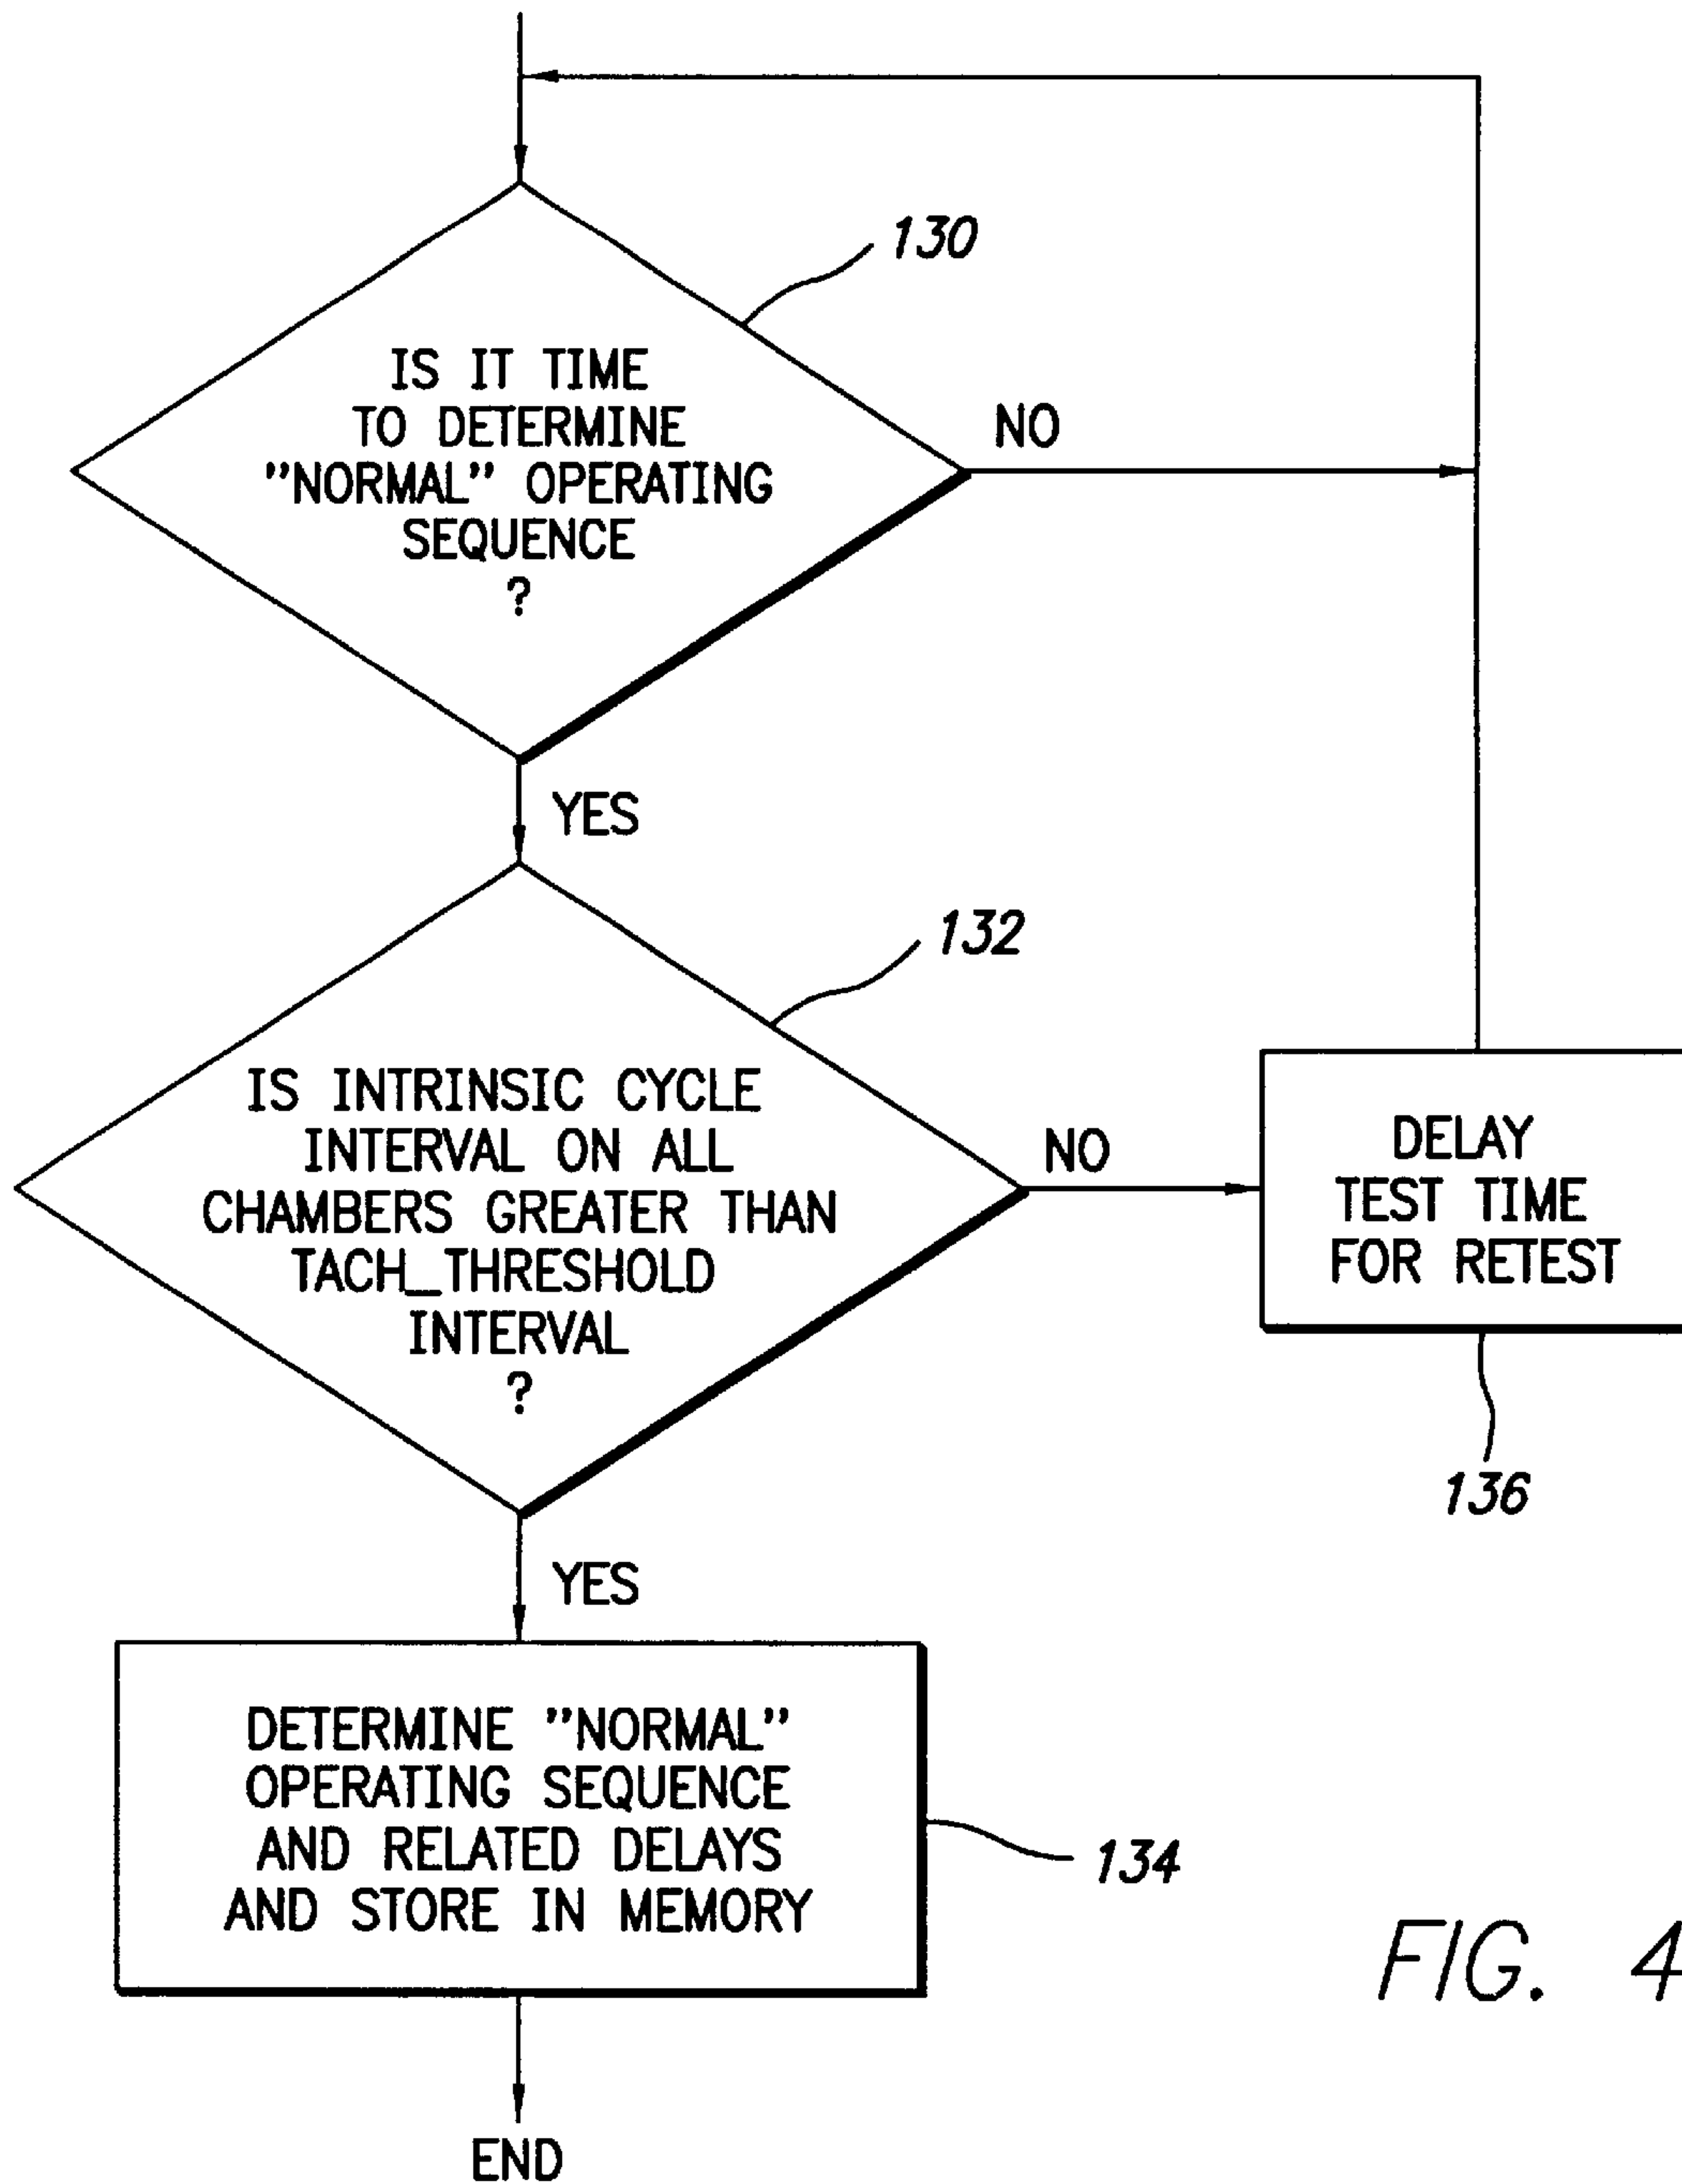 130
IS IT TIME
TO DETERMINE
"NORMAL" OPERATING
SEQUENCE
?
NO
YES
132
IS INTRINSIC CYCLE
INTERVAL ON ALL
CHAMBERS GREATER THAN
TACH_THRESHOLD
INTERVAL
?
NO
DELAY
TEST TIME
FOR RETEST
136
YES
DETERMINE "NORMAL"
OPERATING SEQUENCE
AND RELATED DELAYS
AND STORE IN MEMORY
134
FIG. 4
END